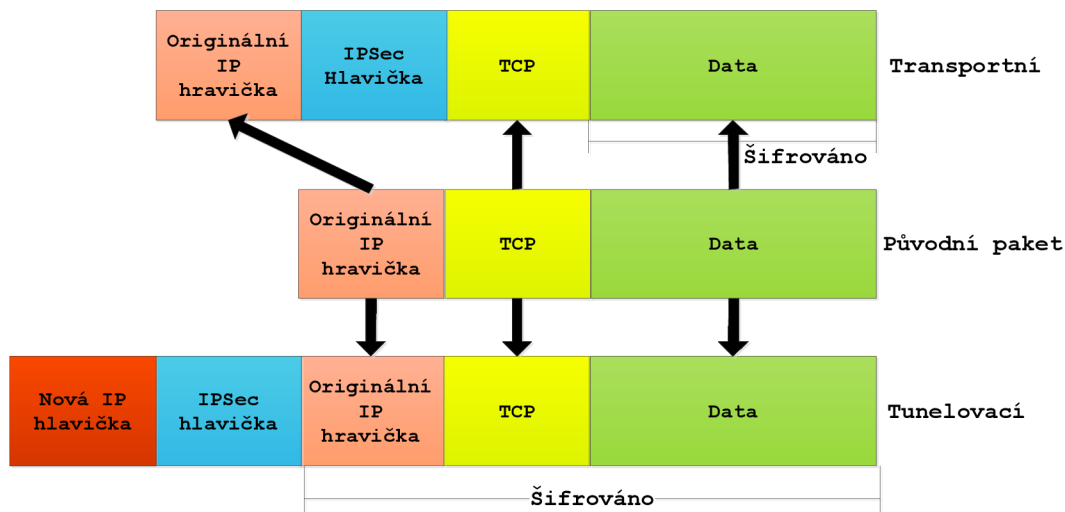 Originální
IP
hravička
IPSec
Hlavička
TCP
Data
Transportní
Šifrováno
Originální
IP
hravička
TCP
Data
Původní paket
Nová IP
hlavička
IPSec
hlavička
Originální
IP
hravička
TCP
Data
Tunelovací
Šifrováno